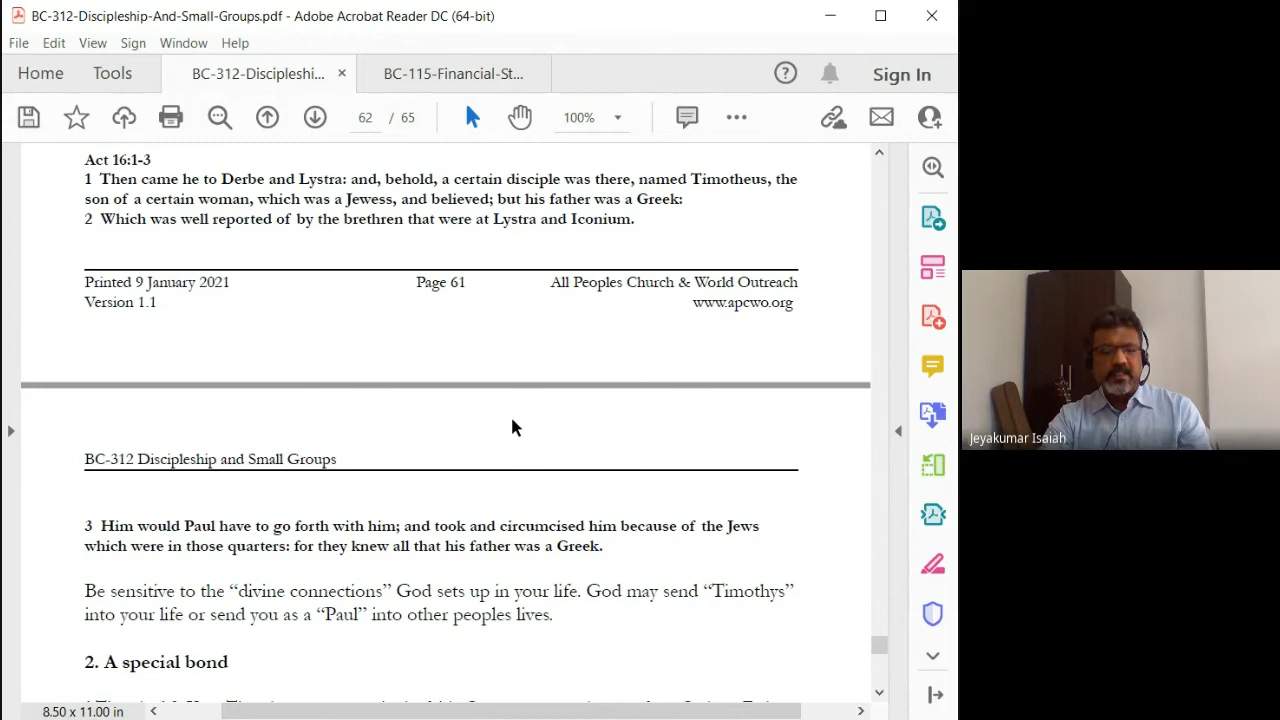 BC-312-Discipleship-And-Small-Groups.pdf - Adobe Acrobat Reader DC (64-bit)
File Edit View Sign Window Help
Home Tools BC-312-Discipleshi... × BC-115-Financial-St... Sign In
62 / 65 100%
Act 16:1-3
1 Then came he to Derbe and Lystra: and, behold, a certain disciple was there, named Timotheus, the
son of a certain woman, which was a Jewess, and believed; but his father was a Greek:
2 Which was well reported of by the brethren that were at Lystra and Iconium.
Printed 9 January 2021 Page 61 All Peoples Church & World Outreach
Version 1.1 www.apcwo.org
BC-312 Discipleship and Small Groups
3 Him would Paul have to go forth with him; and took and circumcised him because of the Jews
which were in those quarters: for they knew all that his father was a Greek.
Be sensitive to the “divine connections” God sets up in your life. God may send “Timothys”
into your life or send you as a “Paul” into other peoples lives.
2. A special bond
8.50 x 11.00 in
Jeyakumar Isaiah